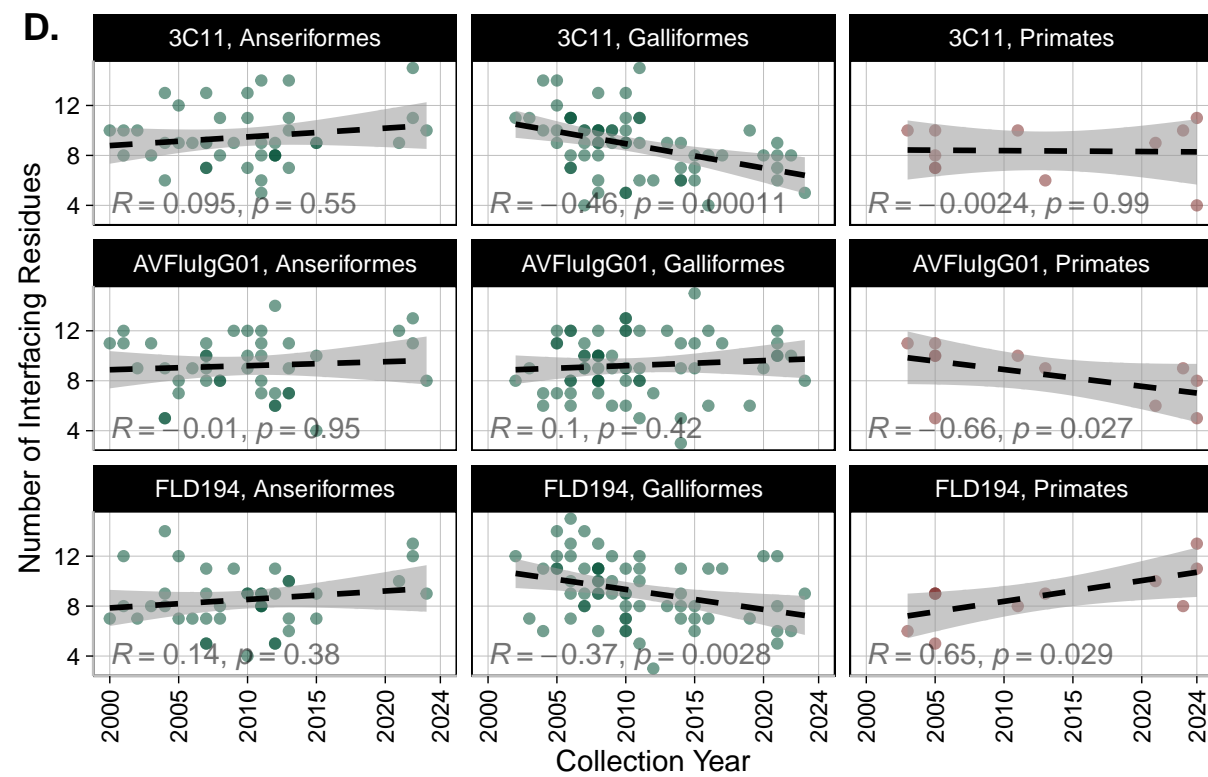 D.
3C11, Anseriformes
3C11, Galliformes
3C11, Primates
12
8
4
R = 0.095, p = 0.55
R = −0.46, p = 0.00011
R = −0.0024, p = 0.99
AVFluIgG01, Anseriformes
AVFluIgG01, Galliformes
AVFluIgG01, Primates
12
8
4
R = −0.01, p = 0.95
R = 0.1, p = 0.42
R = −0.66, p = 0.027
FLD194, Anseriformes
FLD194, Galliformes
FLD194, Primates
12
8
4
R = 0.14, p = 0.38
R = −0.37, p = 0.0028
R = 0.65, p = 0.029
Number of Interfacing Residues
2000 2005 2010 2015 2020 2024
2000 2005 2010 2015 2020 2024
2000 2005 2010 2015 2020 2024
Collection Year